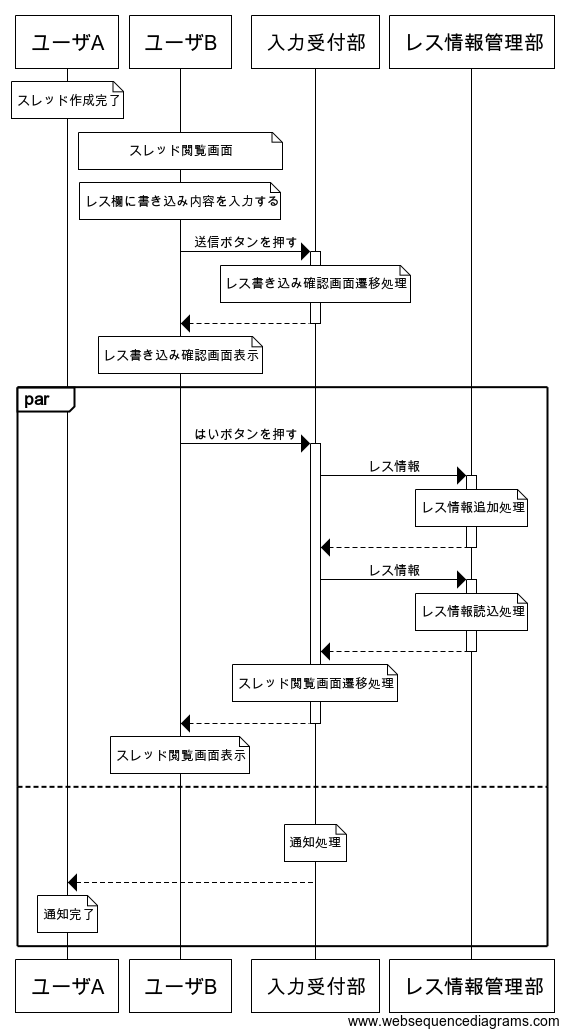 ユーザA
ユーザB
入力受付部
レス情報管理部
スレッド作成完了
スレッド閲覧画面
レス欄に書き込み内容を入力する
送信ボタンを押す
レス書き込み確認画面遷移処理
レス書き込み確認画面表示
par
はいボタンを押す
レス情報
レス情報追加処理
レス情報
レス情報読込処理
スレッド閲覧画面遷移処理
スレッド閲覧画面表示
通知処理
通知完了
ユーザA
ユーザB
入力受付部
レス情報管理部
www.websequencediagrams.com